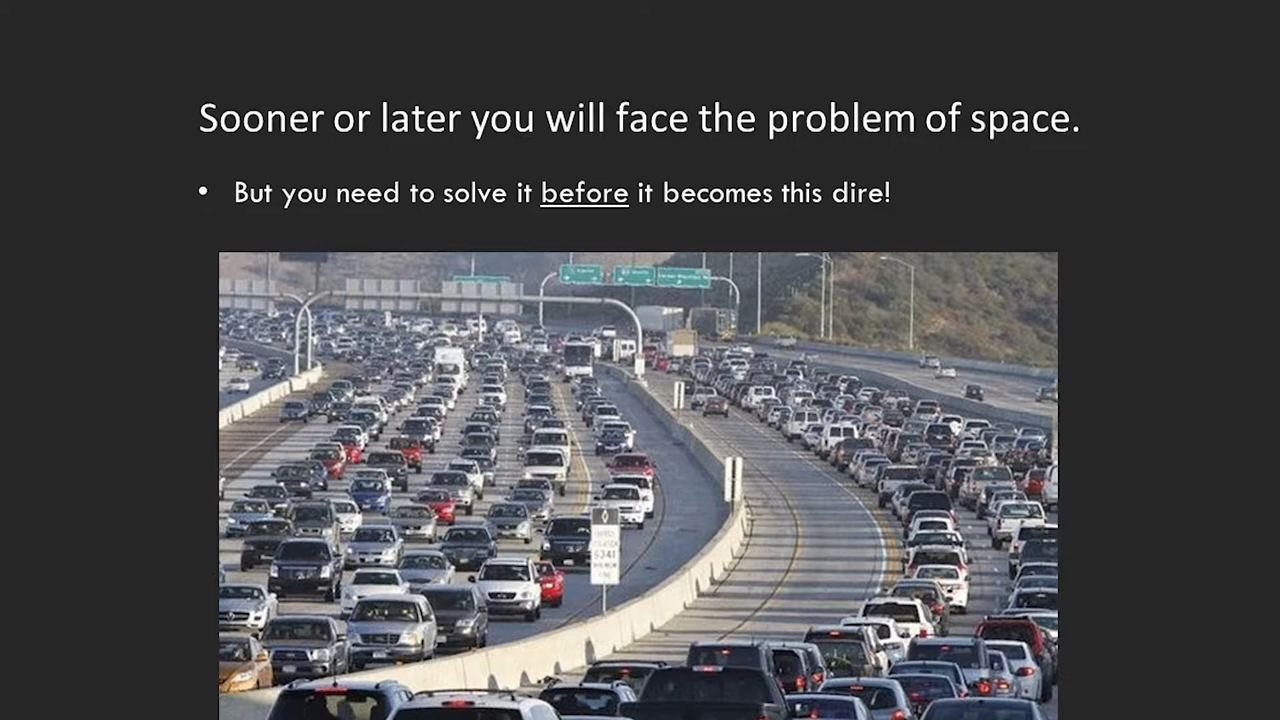 Sooner or later you will face the problem of space.
• But you need to solve it before it becomes this dire!
$341